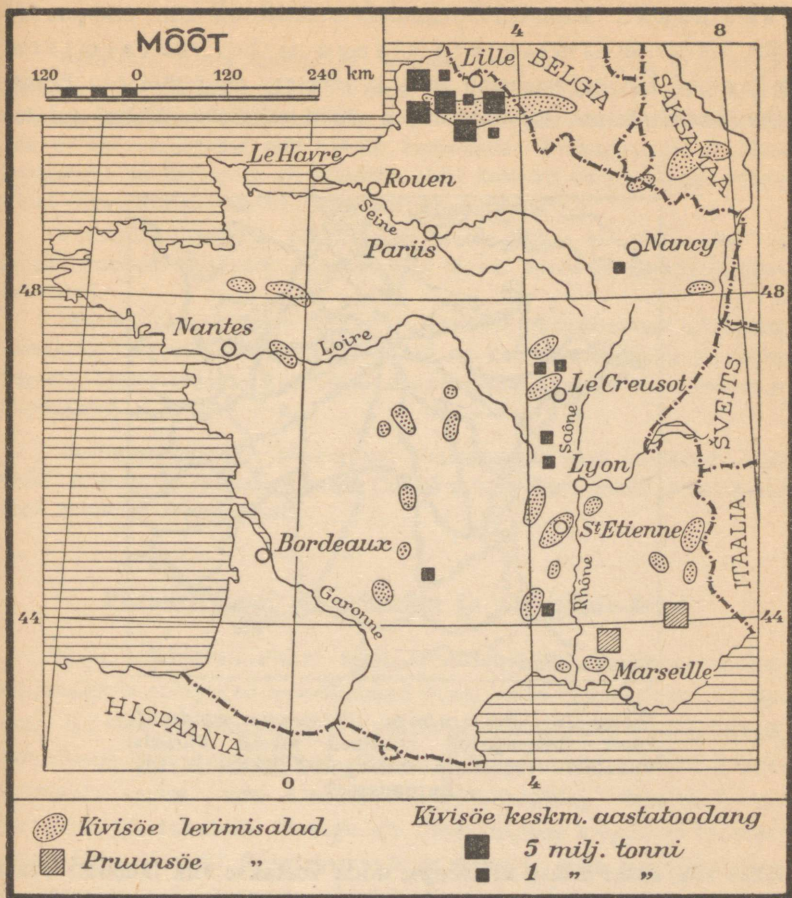 MÕÕT
120 0 120 240 km
4 8
Lille
BELGIA
SAKSAMAA
Le Havre
Rouen
Seine
Pariis
Nancy
48 48
Nantes
Loire
Le Creusot
Saône
ŠVEITS
Lyon
St Etienne
Bordeaux
Garonne
Rhône
ITAALIA
44 44
Marseille
HISPAANIA
0 4
Kivisöe levimisalad
Pruunsöe „
Kivisöe keskm. aastatoodang
5 milj. tonni
1 „ „